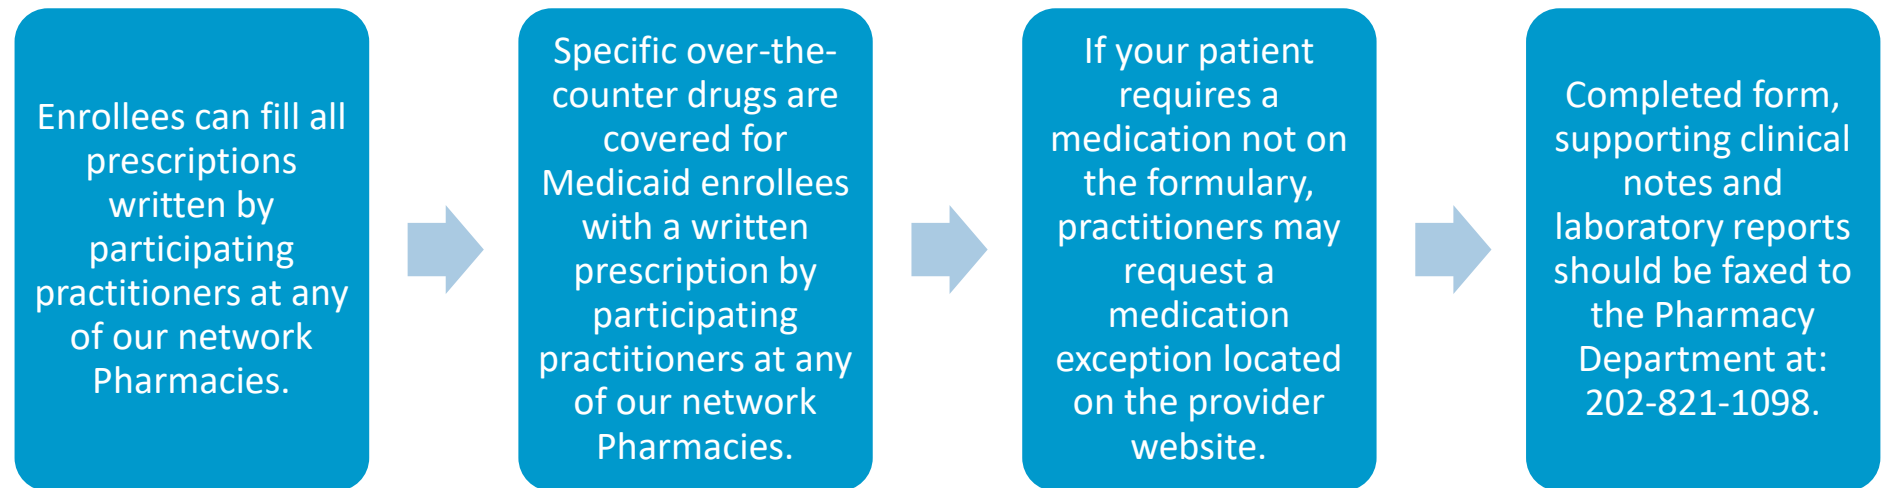 Enrollees can fill all
prescriptions
written by
participating
practitioners at any
of our network
Pharmacies.
Specific over-the-
counter drugs are
covered for
Medicaid enrollees
with a written
prescription by
participating
practitioners at any
of our network
Pharmacies.
If your patient
requires a
medication not on
the formulary,
practitioners may
request a
medication
exception located
on the provider
website.
Completed form,
supporting clinical
notes and
laboratory reports
should be faxed to
the Pharmacy
Department at:
202-821-1098.